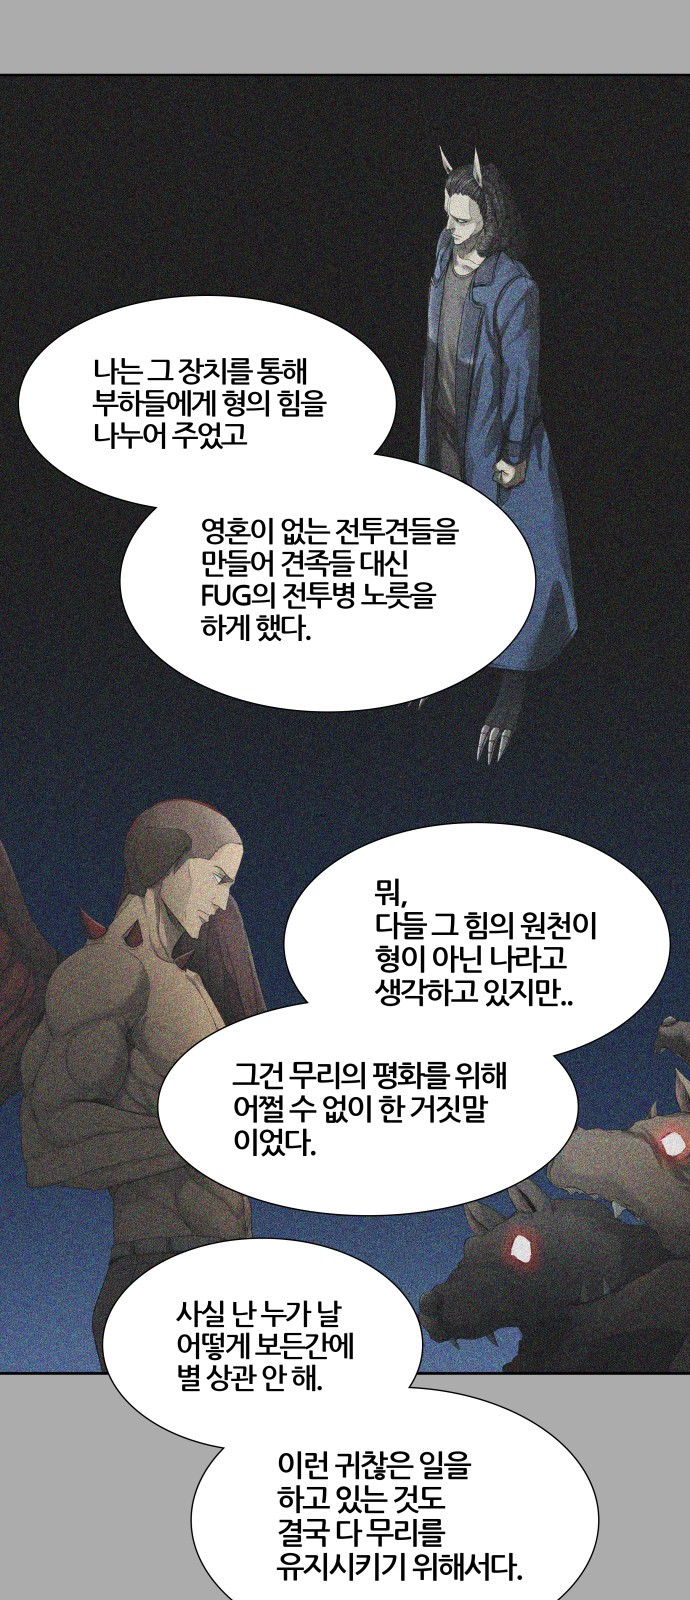 나는 그 장치를 통해
부하들에게 형의 힘을
나누어 주었고
영혼이 없는 전투견들을
만들어 견족들 대신
FUG의 전투병 노릇을
하게 했다.
뭐,
다들 그 힘의 원천이
형이 아닌 나라고
생각하고 있지만..
그건 무리의 평화를 위해
어쩔 수 없이 한 거짓말
이었다.
사실 난 누가 날
어떻게 보든간에
별 상관 안 해.
이런 귀찮은 일을
하고 있는 것도
결국 다 무리를
유지시키기 위해서다.